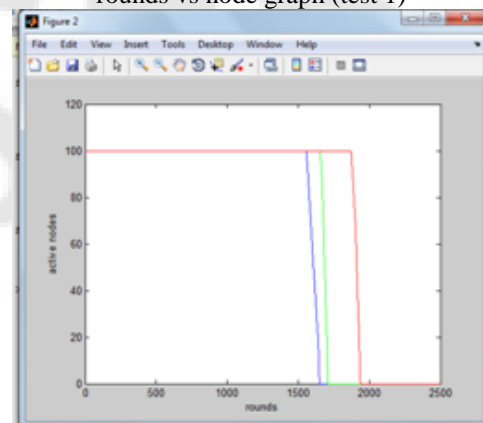 rounds vs node graph (test 1)
Figure 2
File Edit View Insert Tools Desktop Window Help
120
100
80
60
40
20
0
active nodes
0 500 1000 1500 2000 2500
rounds